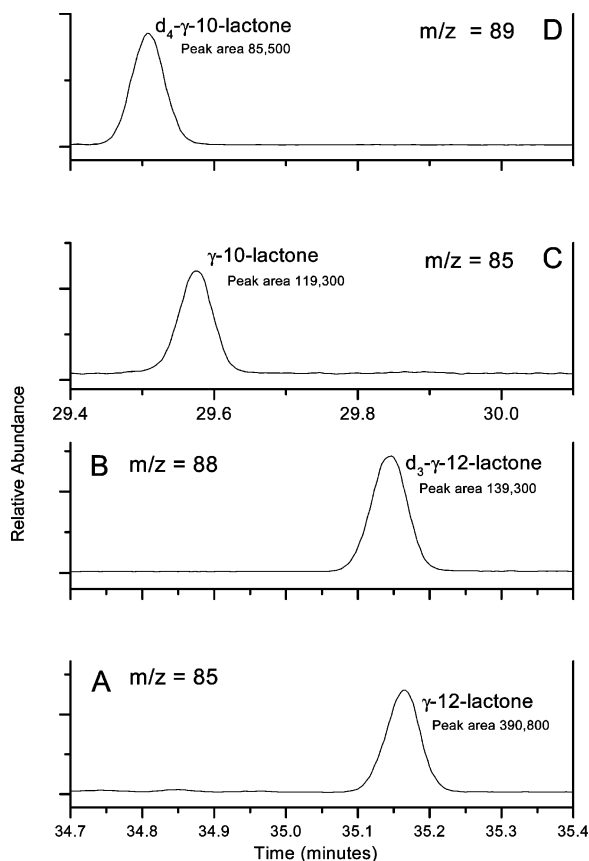 d4-γ-10-lactone
Peak area 85,500
m/z = 89 D
γ-10-lactone
Peak area 119,300
m/z = 85 C
29.4 29.6 29.8 30.0
Relative Abundance
B m/z = 88
d3-γ-12-lactone
Peak area 139,300
A m/z = 85
γ-12-lactone
Peak area 390,800
34.7 34.8 34.9 35.0 35.1 35.2 35.3 35.4
Time (minutes)